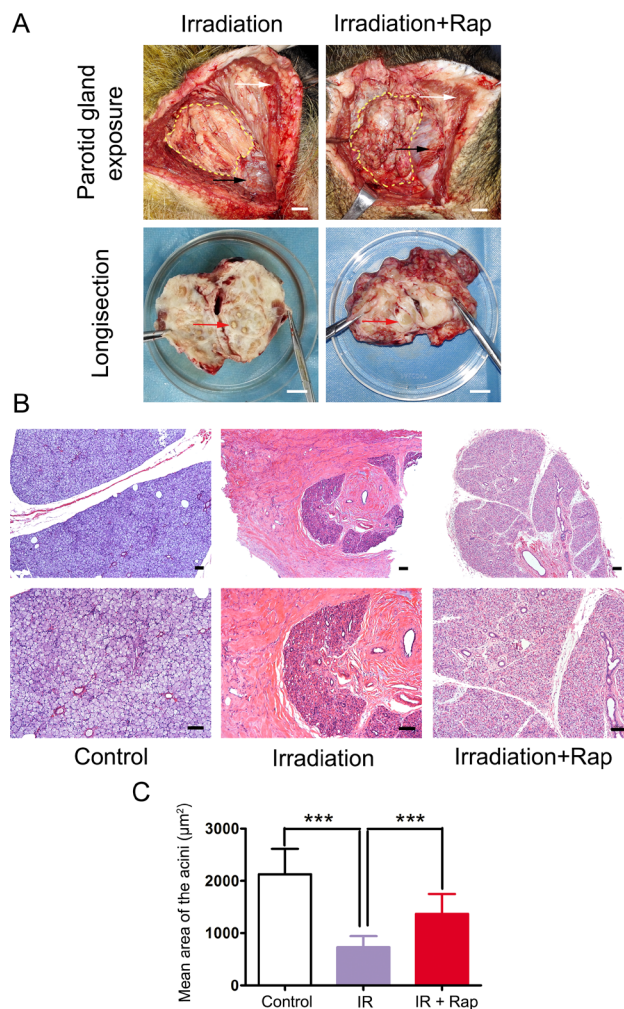 A
Irradiation
Irradiation+Rap
Parotid gland
exposure
Longisection
B
Control
Irradiation
Irradiation+Rap
C
Mean area of the acini (µm²)
3000
2000
1000
0
***
***
Control
IR
IR + Rap